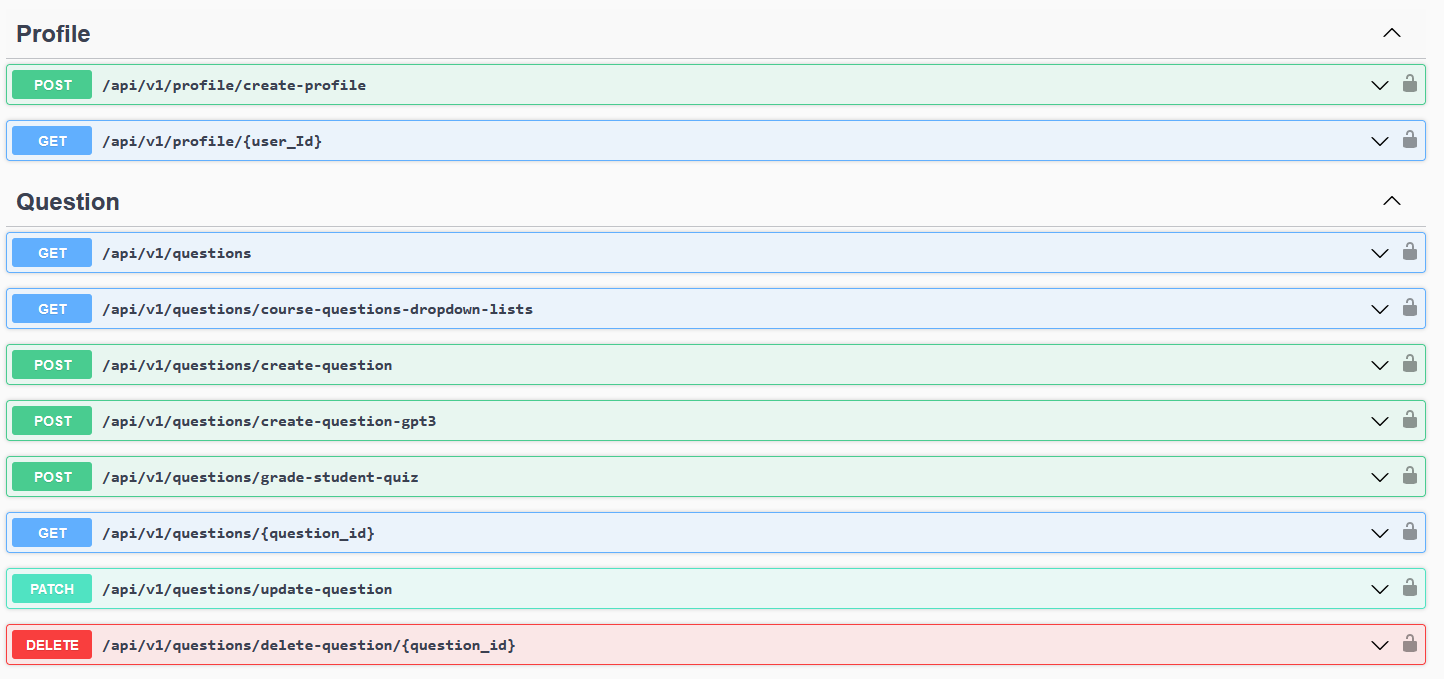 Profile
POST /api/v1/profile/create-profile
GET /api/v1/profile/{user_Id}
Question
GET /api/v1/questions
GET /api/v1/questions/course-questions-dropdown-lists
POST /api/v1/questions/create-question
POST /api/v1/questions/create-question-gpt3
POST /api/v1/questions/grade-student-quiz
GET /api/v1/questions/{question_id}
PATCH /api/v1/questions/update-question
DELETE /api/v1/questions/delete-question/{question_id}